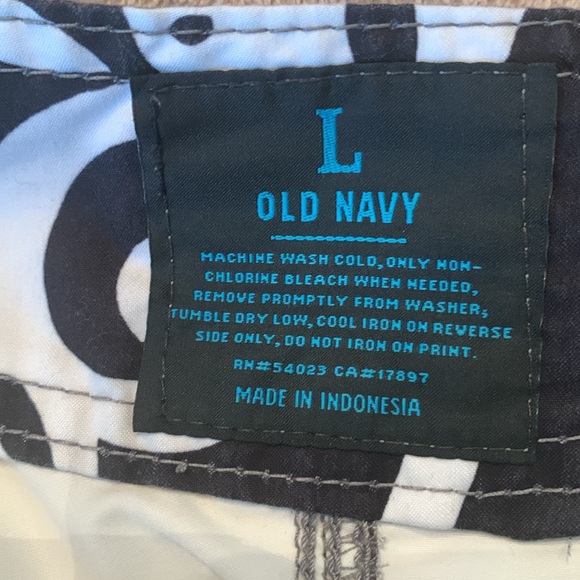 L
OLD NAVY
MACHINE WASH COLD, ONLY NON-
CHLORINE BLEACH WHEN NEEDED,
REMOVE PROMPTLY FROM WASHER;
TUMBLE DRY LOW, COOL IRON ON REVERSE
SIDE ONLY, DO NOT IRON ON PRINT.
RN#54023 CA#17897
MADE IN INDONESIA